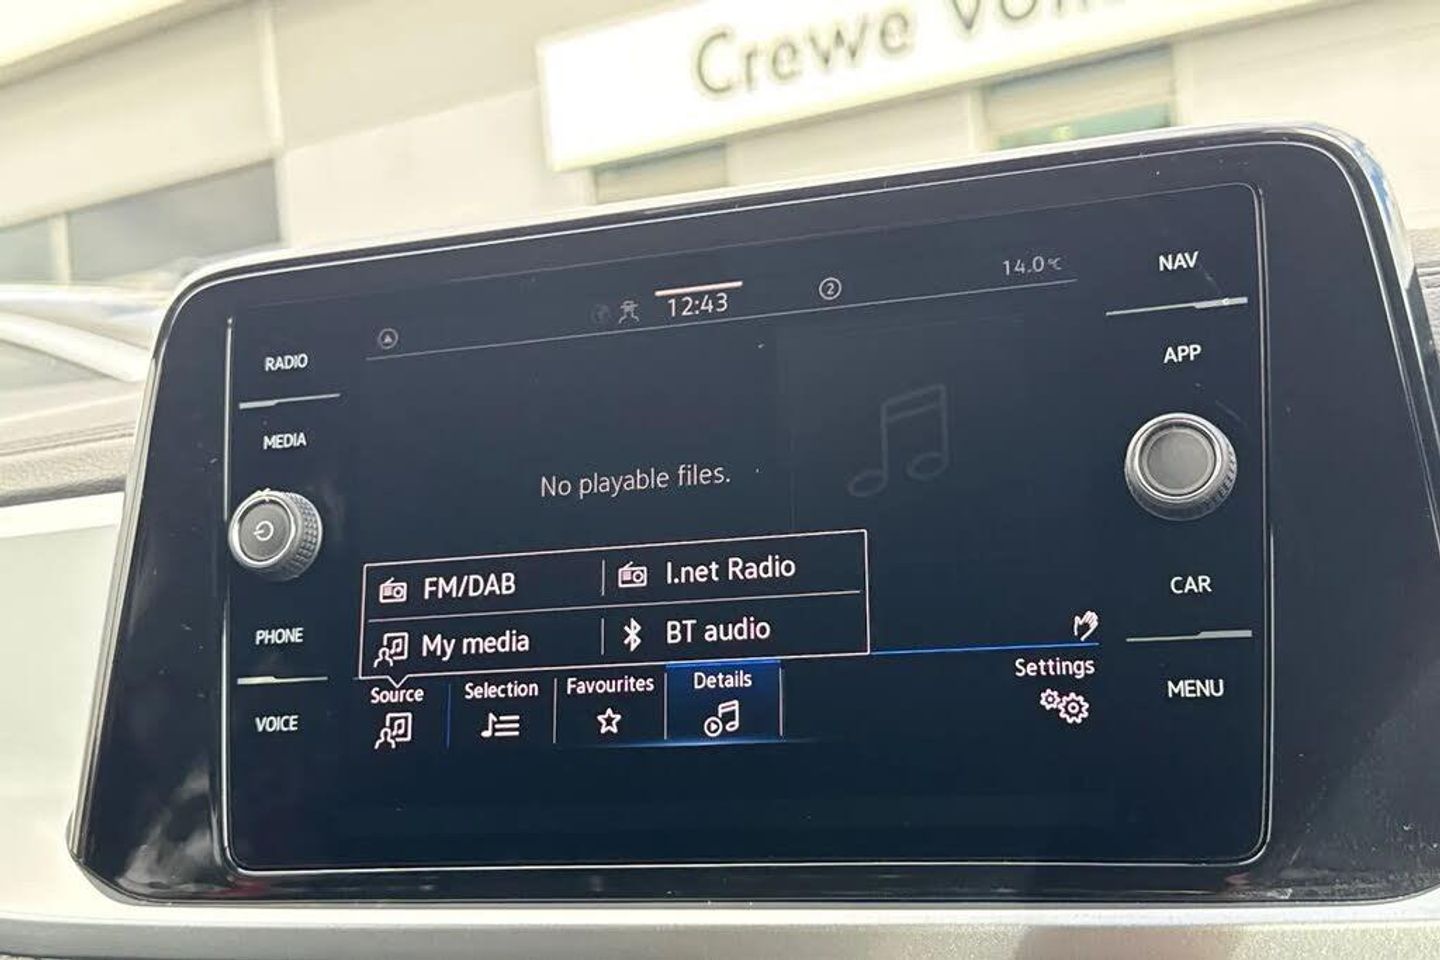 Crewe
NAV
14.0°C
2
12:43
RADIO
APP
MEDIA
No playable files.
FM/DAB
I.net Radio
My media
BT audio
CAR
PHONE
Source
Selection
Favourites
Details
Settings
MENU
VOICE